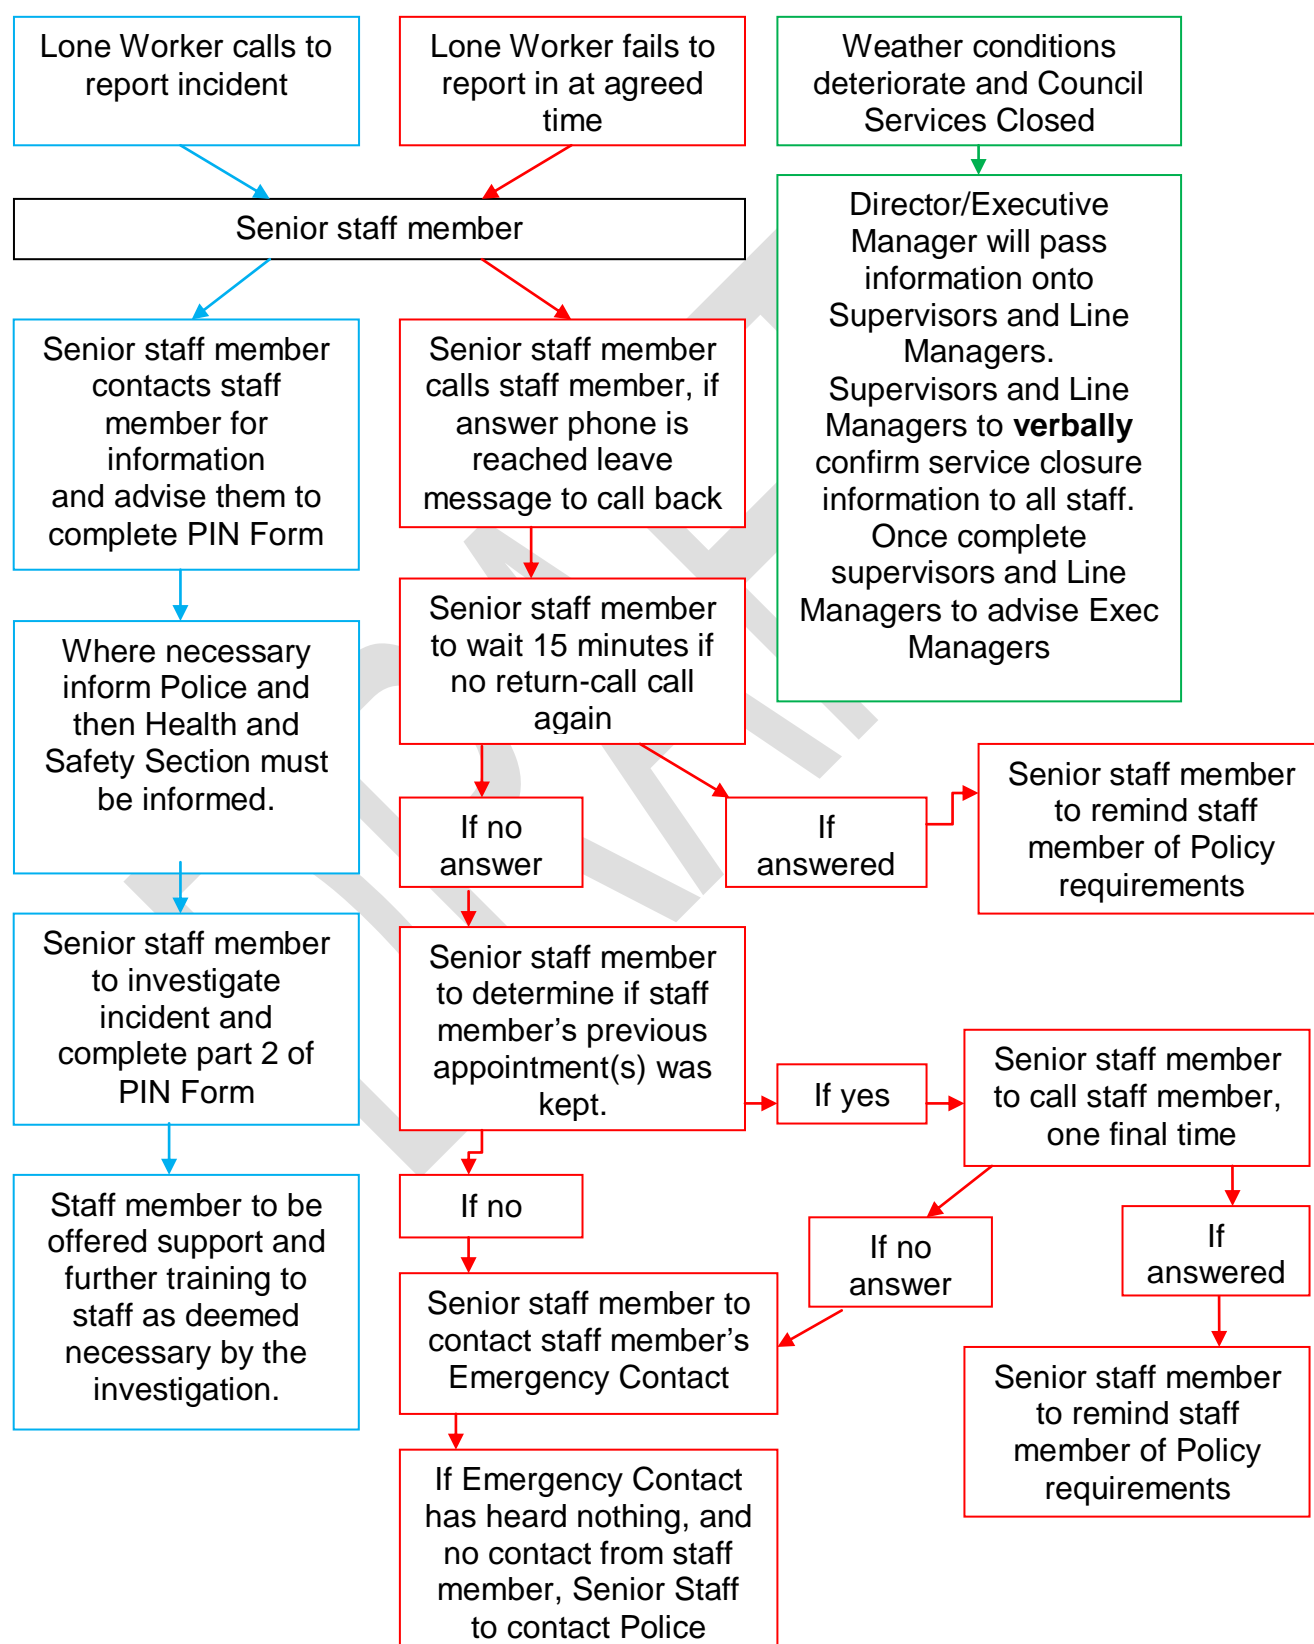 Lone Worker calls to
report incident
Lone Worker fails to
report in at agreed
time
Weather conditions
deteriorate and Council
Services Closed
Senior staff member
Director/Executive
Manager will pass
information onto
Supervisors and Line
Managers.
Supervisors and Line
Managers to verbally
confirm service closure
information to all staff.
Once complete
supervisors and Line
Managers to advise Exec
Managers
Senior staff member
contacts staff
member for
information
and advise them to
complete PIN Form
Senior staff member
calls staff member, if
answer phone is
reached leave
message to call back
Where necessary
inform Police and
then Health and
Safety Section must
be informed.
Senior staff member
to wait 15 minutes if
no return-call call
again
If no
answer
If
answered
Senior staff member
to remind staff
member of Policy
requirements
Senior staff member
to investigate
incident and
complete part 2 of
PIN Form
Senior staff member
to determine if staff
member’s previous
appointment(s) was
kept.
If yes
Senior staff member
to call staff member,
one final time
Staff member to be
offered support and
further training to
staff as deemed
necessary by the
investigation.
If no
If no
answer
If
answered
Senior staff member to
contact staff member’s
Emergency Contact
Senior staff member
to remind staff
member of Policy
requirements
If Emergency Contact
has heard nothing, and
no contact from staff
member, Senior Staff
to contact Police
DRAFT